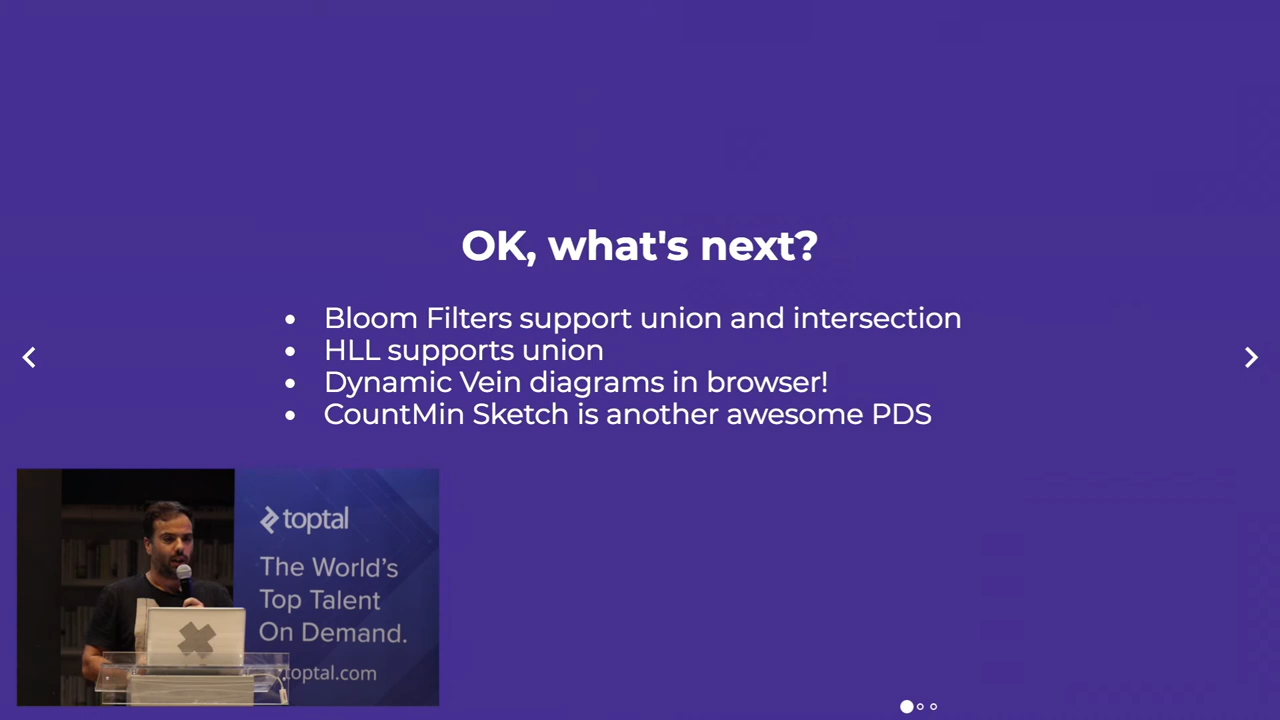 OK, what's next?
Bloom Filters support union and intersection
HLL supports union
Dynamic Vein diagrams in browser!
CountMin Sketch is another awesome PDS
toptal
The World's
Top Talent
On Demand.
toptal.com